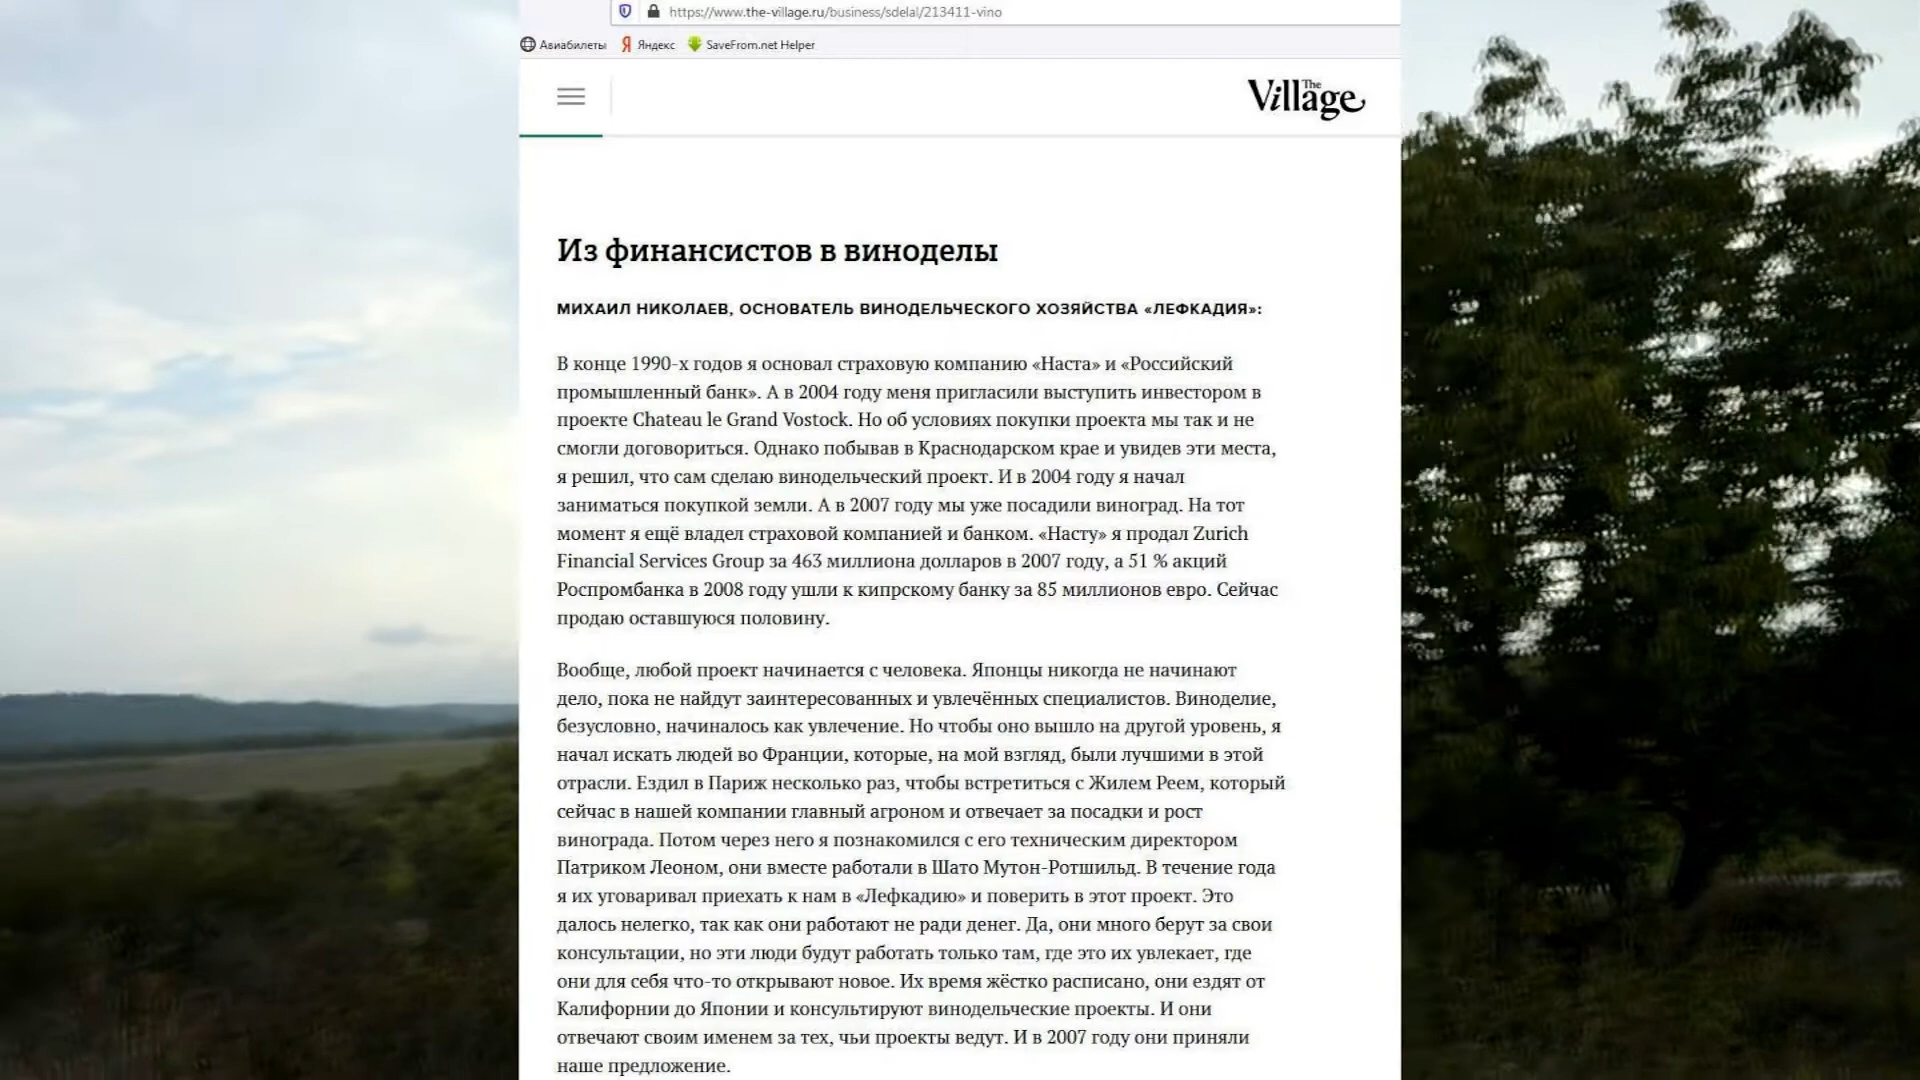 https://www.the-village.ru/business/sdelal/213411-vino
Авиабилеты Яндекс SaveFrom.net Helper
The Village
Из финансистов в виноделы
МИХАИЛ НИКОЛАЕВ, ОСНОВАТЕЛЬ ВИНОДЕЛЬЧЕСКОГО ХОЗЯЙСТВА «ЛЕФКАДИЯ»:
В конце 1990-х годов я основал страховую компанию «Наста» и «Российский
промышленный банк». А в 2004 году меня пригласили выступить инвестором в
проекте Chateau le Grand Vostock. Но об условиях покупки проекта мы так и не
смогли договориться. Однако побывав в Краснодарском крае и увидев эти места,
я решил, что сам сделаю винодельческий проект. И в 2004 году я начал
заниматься покупкой земли. А в 2007 году мы уже посадили виноград. На тот
момент я ещё владел страховой компанией и банком. «Насту» я продал Zurich
Financial Services Group за 463 миллиона долларов в 2007 году, а 51 % акций
Роспромбанка в 2008 году ушли к кипрскому банку за 85 миллионов евро. Сейчас
продаю оставшуюся половину.
Вообще, любой проект начинается с человека. Японцы никогда не начинают
дело, пока не найдут заинтересованных и увлечённых специалистов. Виноделие,
безусловно, начиналось как увлечение. Но чтобы оно вышло на другой уровень, я
начал искать людей во Франции, которые, на мой взгляд, были лучшими в этой
отрасли. Ездил в Париж несколько раз, чтобы встретиться с Жилем Реем, который
сейчас в нашей компании главный агроном и отвечает за посадки и рост
винограда. Потом через него я познакомился с его техническим директором
Патриком Леоном, они вместе работали в Шато Мутон-Ротшильд. В течение года
я их уговаривал приехать к нам в «Лефкадию» и поверить в этот проект. Это
далось нелегко, так как они работают не ради денег. Да, они много берут за свои
консультации, но эти люди будут работать только там, где это их увлекает, где
они для себя что-то открывают новое. Их время жёстко расписано, они ездят от
Калифорнии до Японии и консультируют винодельческие проекты. И они
отвечают своим именем за тех, чьи проекты ведут. И в 2007 году они приняли
наше предложение.